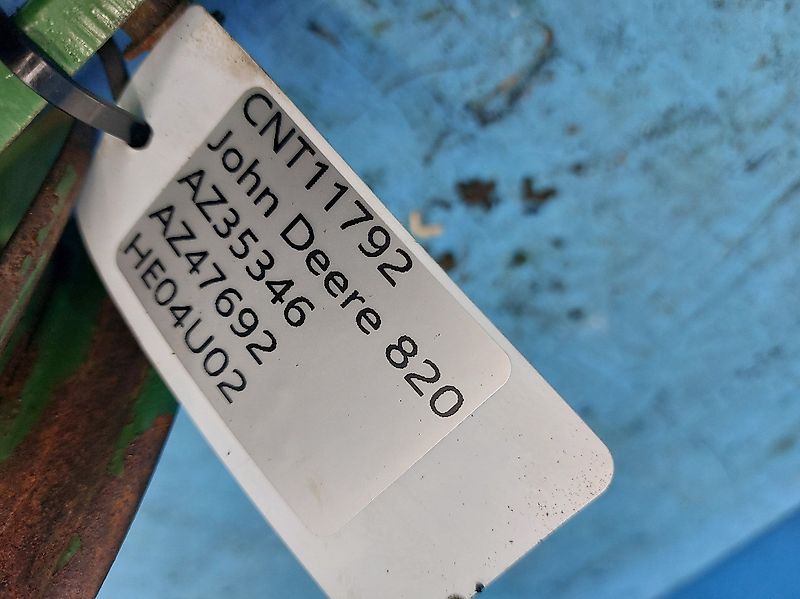 CNT11792
John Deere 820
AZ35346
AZ47692
HE04U02